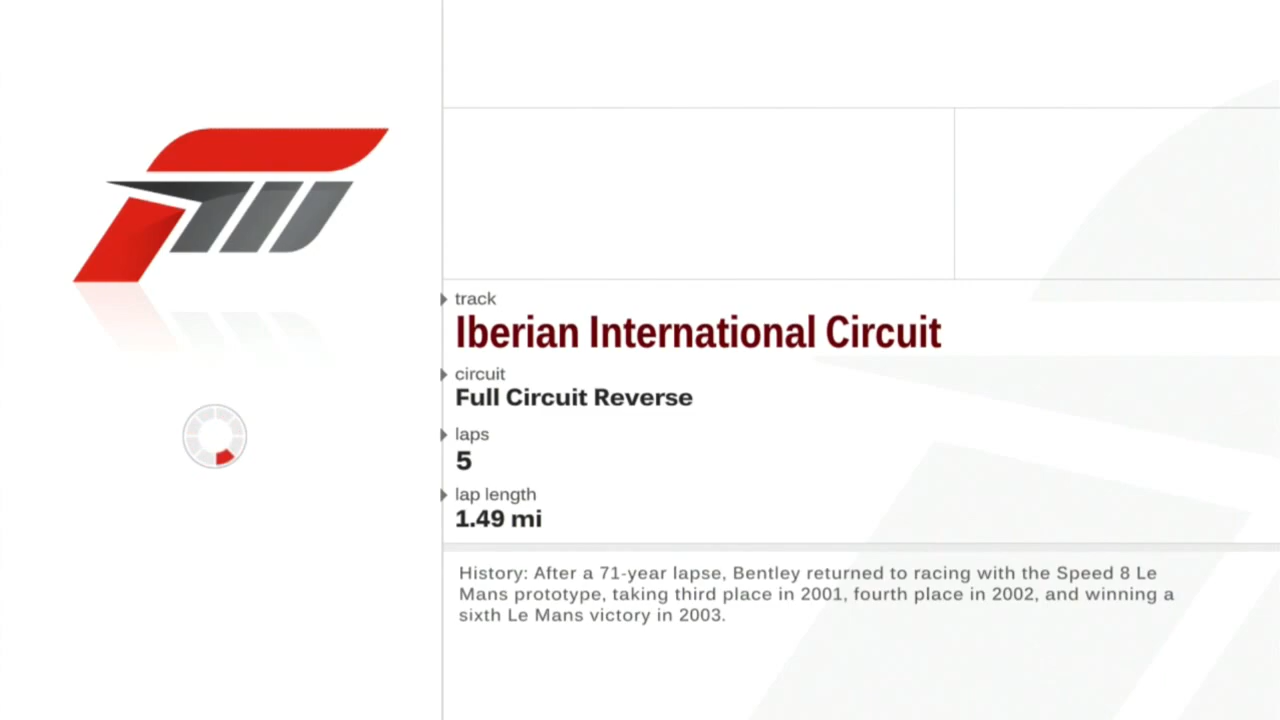 track
Iberian International Circuit
circuit
Full Circuit Reverse
laps
5
lap length
1.49 mi
History: After a 71-year lapse, Bentley returned to racing with the Speed 8 Le
Mans prototype, taking third place in 2001, fourth place in 2002, and winning a
sixth Le Mans victory in 2003.